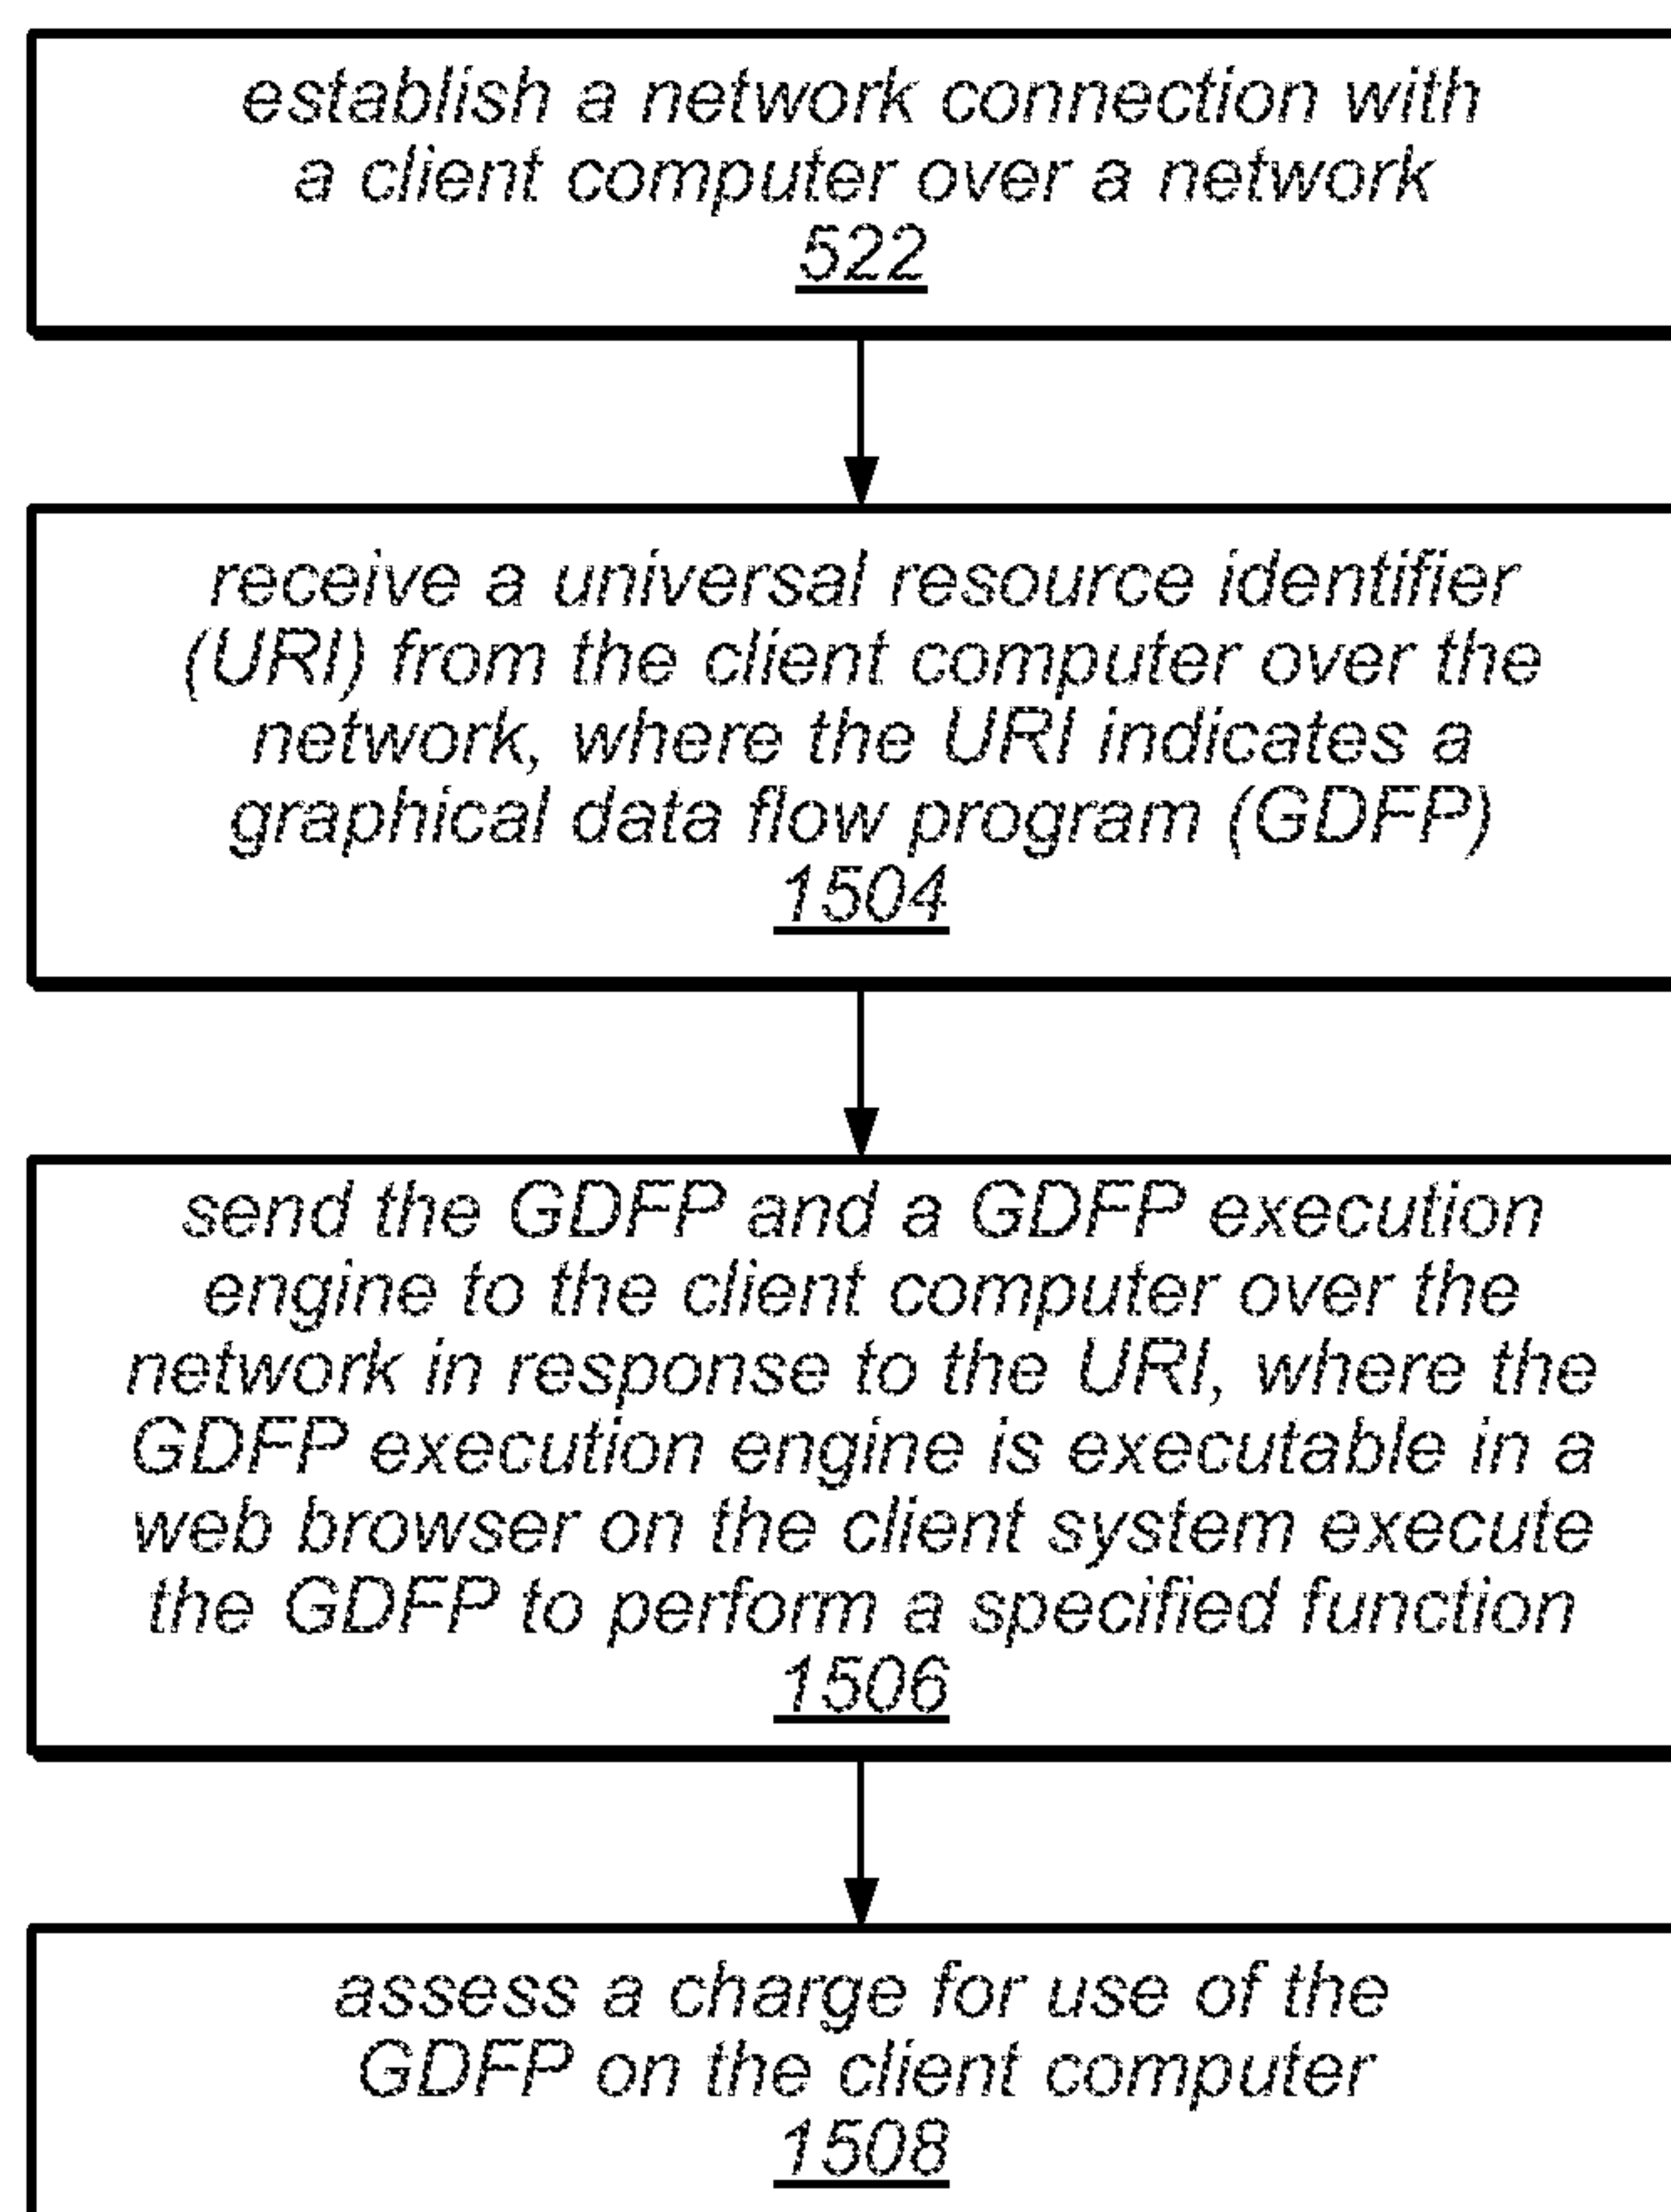 establish a network connection with
a client computer over a network
522
receive a universal resource identifier
(URI) from the client computer over the
network, where the URI indicates a
graphical data flow program (GDFP)
1504
send the GDFP and a GDFP execution
engine to the client computer over the
network in response to the URI, where the
GDFP execution engine is executable in a
web browser on the client system execute
the GDFP to perform a specified function
1506
assess a charge for use of the
GDFP on the client computer
1508